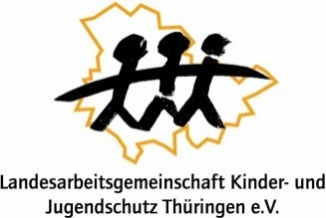 Landesarbeitsgemeinschaft Kinder- und
Jugendschutz Thüringen e.V.